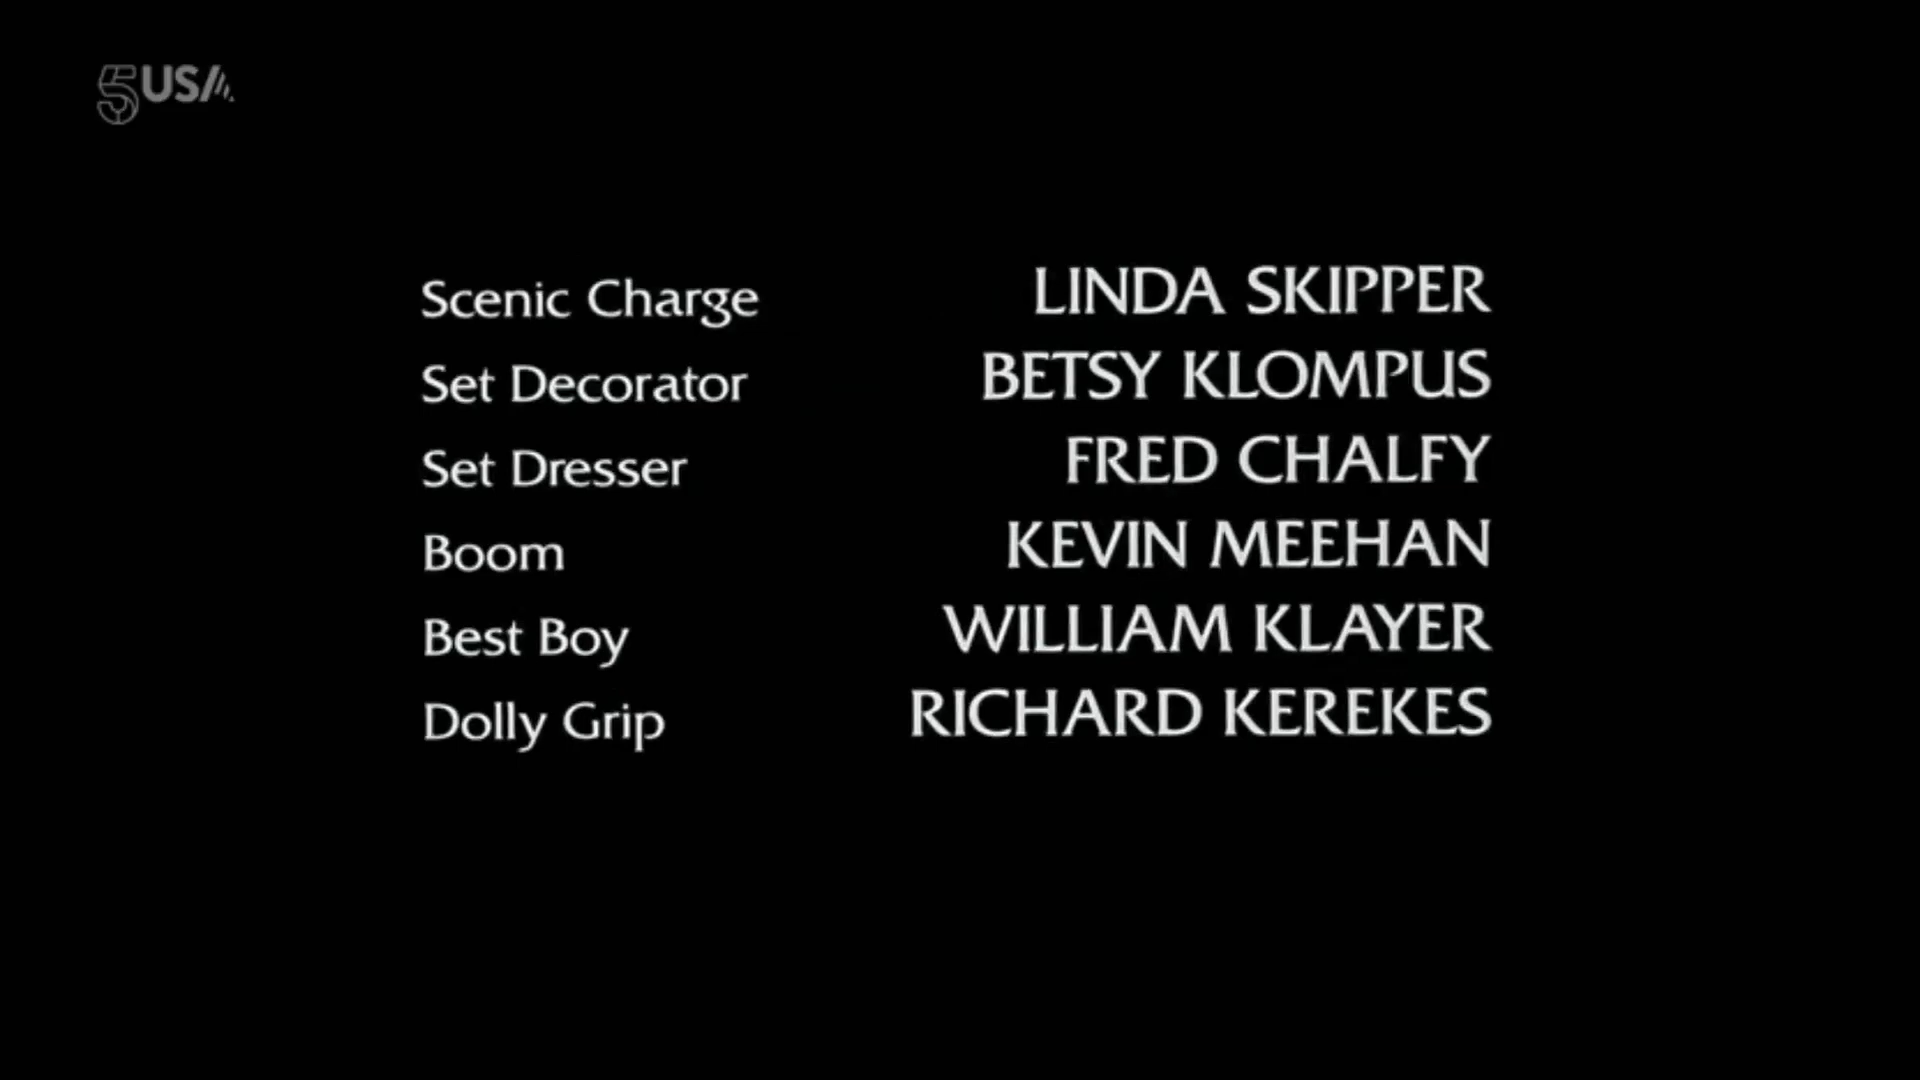 5USA
Scenic Charge LINDA SKIPPER
Set Decorator BETSY KLOMPUS
Set Dresser FRED CHALFY
Boom KEVIN MEEHAN
Best Boy WILLIAM KLAYER
Dolly Grip RICHARD KEREKES